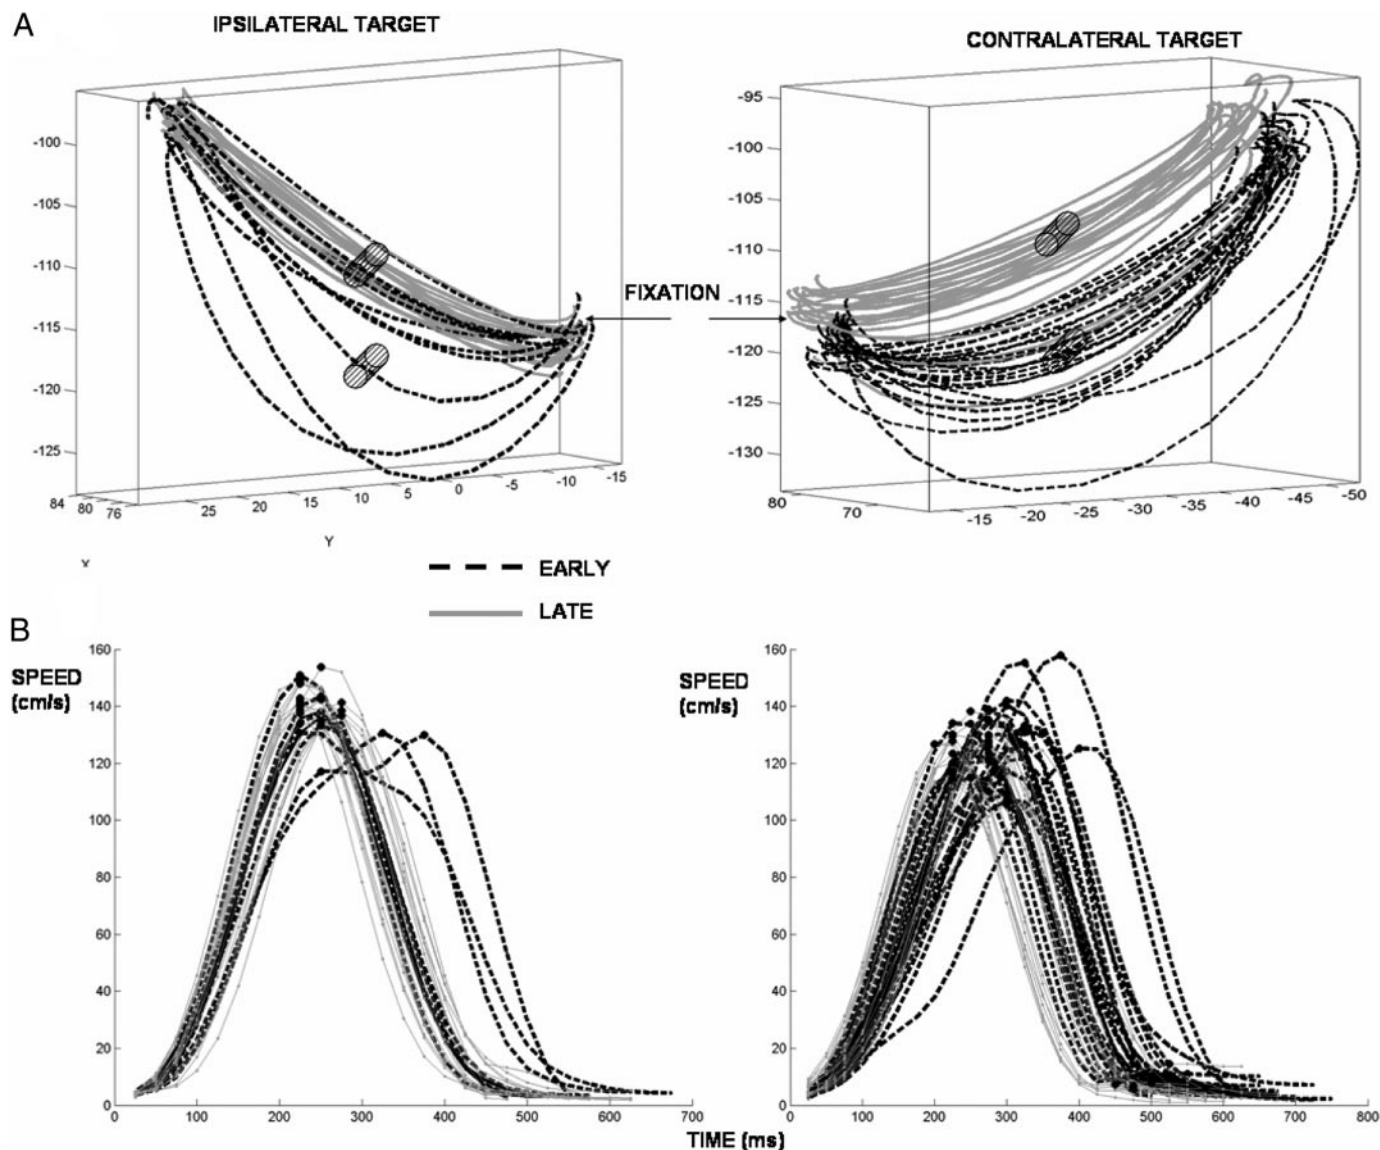 A
IPSILATERAL TARGET
CONTRALATERAL TARGET
-100
-105
-110
-115
-120
-125
84 80 76
25 20 15 10 5 0 -5 -10 -15
X
Y
FIXATION
-95
-100
-105
-110
-115
-120
-125
-130
80 70
-15 -20 -25 -30 -35 -40 -45 -50
EARLY
LATE
B
SPEED
(cm/s)
160
140
120
100
80
60
40
20
0
0 100 200 300 400 500 600 700
SPEED
(cm/s)
160
140
120
100
80
60
40
20
0
0 100 200 300 400 500 600 700 800
TIME (ms)